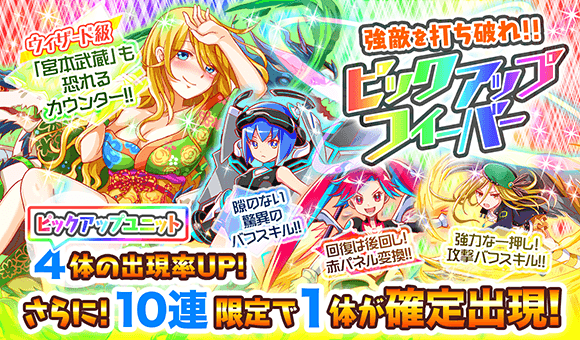 ウィザード級
「宮本武蔵」も
恐れる
カウンター!!
強敵を打ち破れ!!
ピックアップ
フィーバー
隙のない
驚異の
バフスキル!!
回復は後回し!
赤パネル変換!!
強力な一押し!
攻撃バフスキル!!
ピックアップユニット
4体の出現率UP!
さらに!10連限定で1体が確定出現!